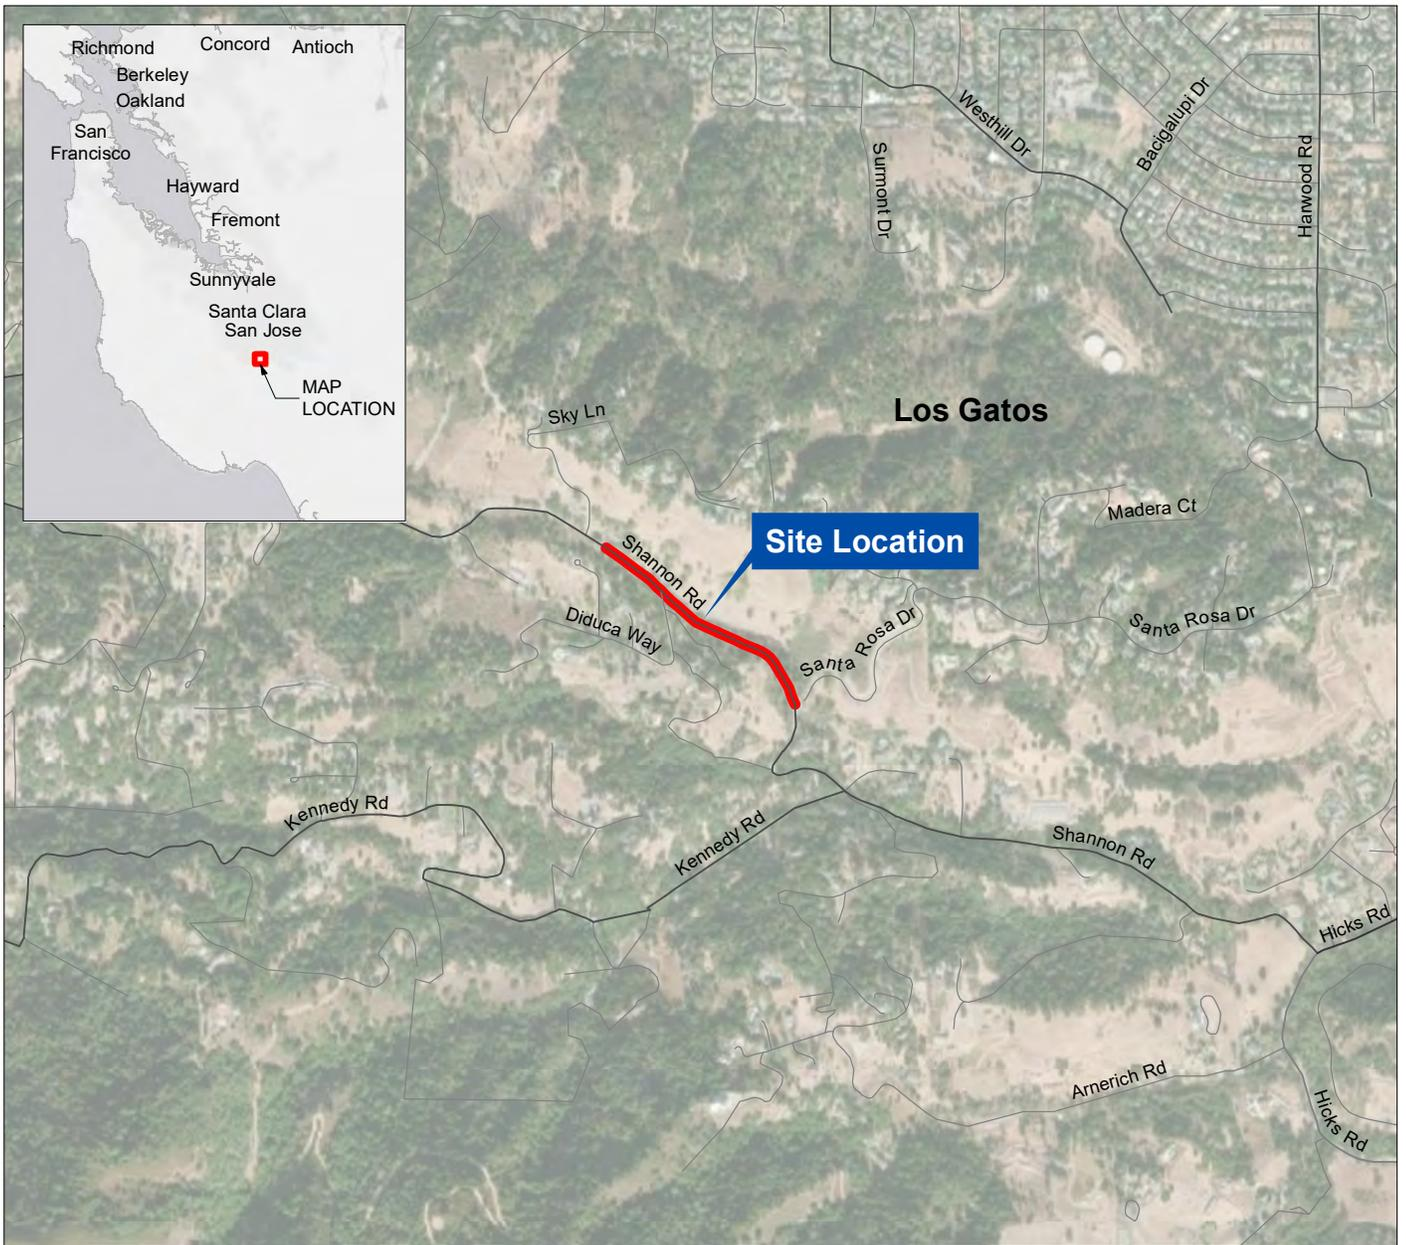 Richmond
Concord
Antioch
Berkeley
Oakland
San
Francisco
Hayward
Fremont
Sunnyvale
Santa Clara
San Jose
MAP
LOCATION
Westhill Dr
Bacigalupi Dr
Surmont Dr
Harwood Rd
Sky Ln
Los Gatos
Madera Ct
Site Location
Shannon Rd
Diduca Way
Santa Rosa Dr
Santa Rosa Dr
Kennedy Rd
Kennedy Rd
Shannon Rd
Hicks Rd
Arnerich Rd
Hicks Rd